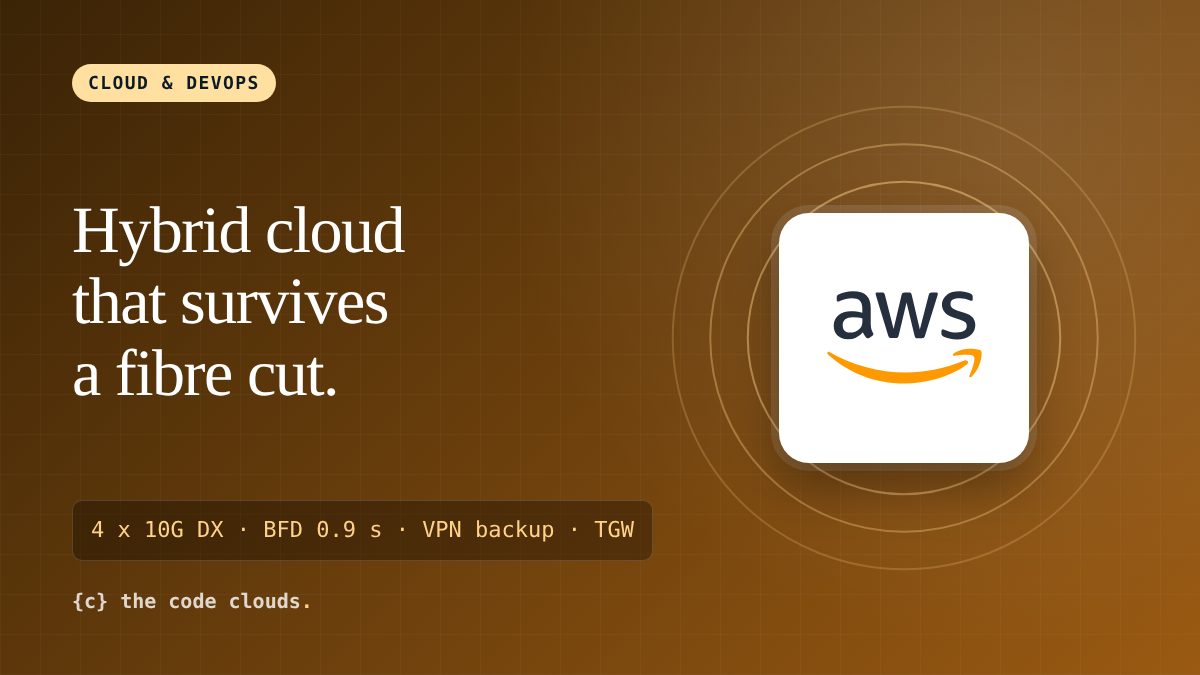 CLOUD & DEVOPS
Hybrid cloud
that survives
a fibre cut.
aws
4 x 10G DX · BFD 0.9 s · VPN backup · TGW
{c} the code clouds.